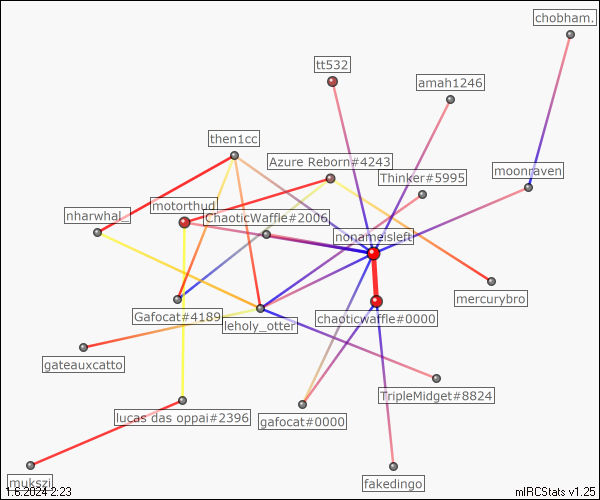 chobham.
tt532
amah1246
then1cc
Azure Reborn#4243
moonraven
Thinker#5995
motorthud
nharwhal_
ChaoticWaffle#2006
nonameisleft
mercurybro
Gafocat#4189
chaoticwaffle#0000
leholy_otter
gateauxcatto
TripleMidget#8824
lucas das oppai#2396
gafocat#0000
mukszi
fakedingo
1.6.2024 2:23
mIRCStats v1.25